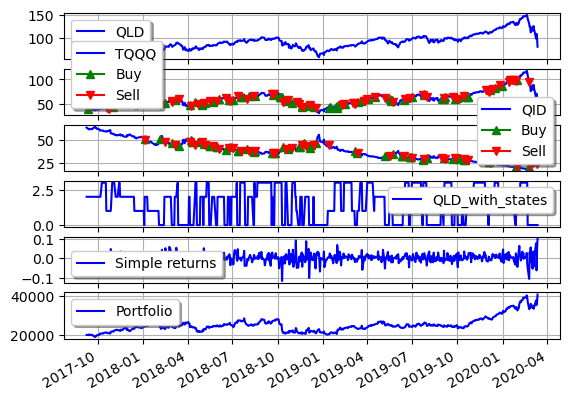 150
100
QLD
TQQQ
Buy
Sell
100
50
QID
Buy
Sell
50
25
2.5
0.0
QLD_with_states
0.1
0.0
−0.1
Simple returns
40000
20000
Portfolio
2017-10 2018-01 2018-04 2018-07 2018-10 2019-01 2019-04 2019-07 2019-10 2020-01 2020-04